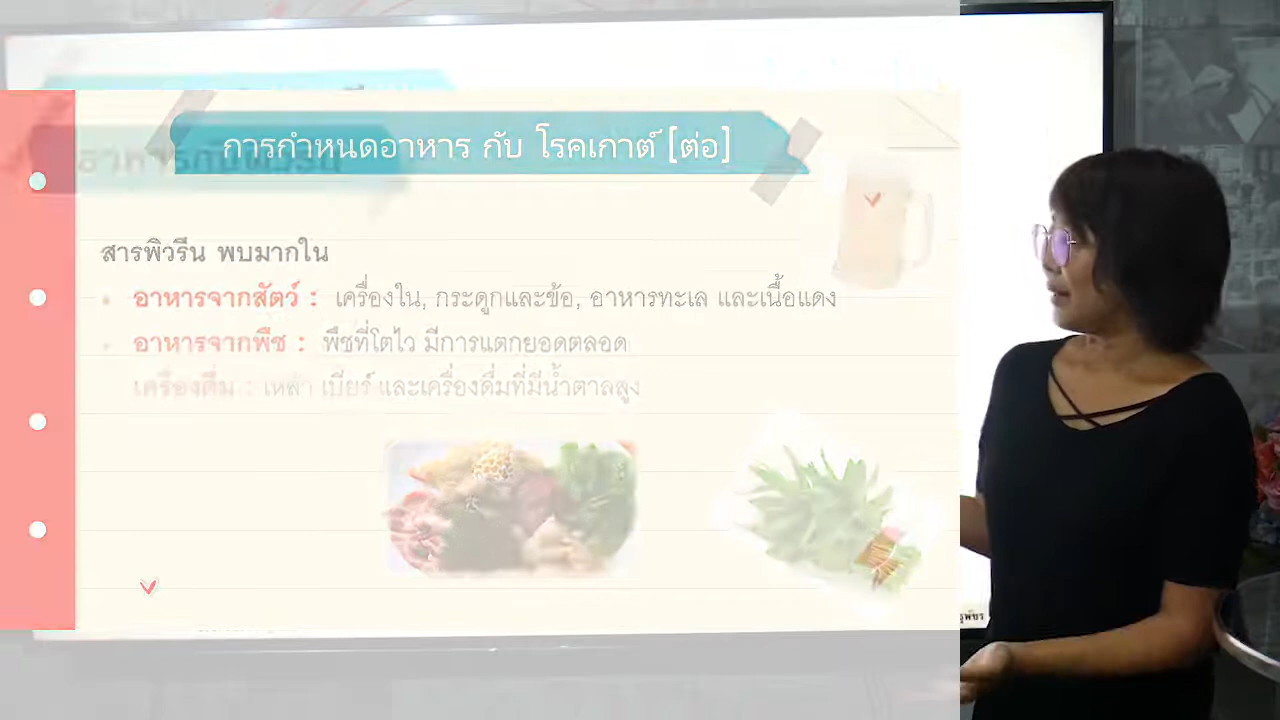 การกำหนดอาหาร กับ โรคเกาต์ [ต่อ]
สารพิวรีน พบมากใน
• อาหารจากสัตว์ : เครื่องใน, กระดูกและข้อ, อาหารทะเล และเนื้อแดง
• อาหารจากพืช : พืชที่โตไว มีการแตกยอดตลอด
เครื่องดื่ม : เหล้า เบียร์ และเครื่องดื่มที่มีน้ำตาลสูง